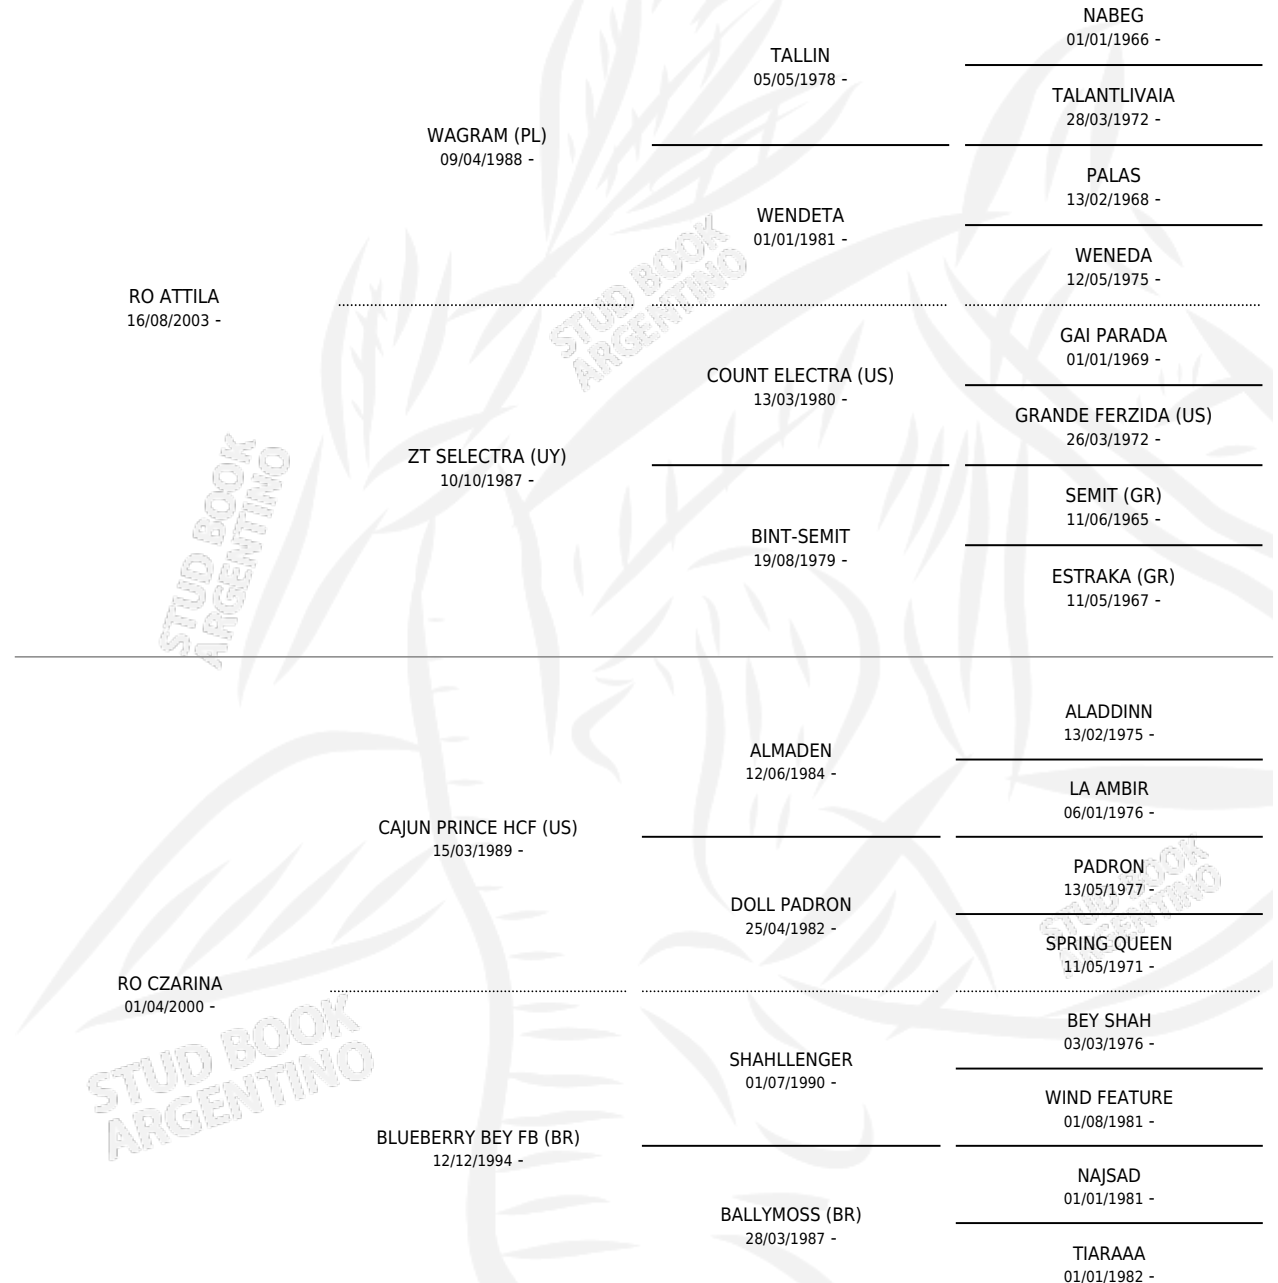 NABEG
01/01/1966 -
TALLIN
05/05/1978 -
TALANTLIVAIA
28/03/1972 -
WAGRAM (PL)
09/04/1988 -
PALAS
13/02/1968 -
WENDETA
01/01/1981 -
WENEDA
12/05/1975 -
RO ATTILA
16/08/2003 -
GAI PARADA
01/01/1969 -
COUNT ELECTRA (US)
13/03/1980 -
GRANDE FERZIDA (US)
26/03/1972 -
ZT SELECTRA (UY)
10/10/1987 -
SEMIT (GR)
11/06/1965 -
BINT-SEMIT
19/08/1979 -
ESTRAKA (GR)
11/05/1967 -
STUD BOOK
ARGENTINO
STUD BOOK
ARGENTINO
ALADDINN
13/02/1975 -
ALMADEN
12/06/1984 -
LA AMBIR
06/01/1976 -
CAJUN PRINCE HCF (US)
15/03/1989 -
PADRON
13/05/1977 -
DOLL PADRON
25/04/1982 -
SPRING QUEEN
11/05/1971 -
RO CZARINA
01/04/2000 -
BEY SHAH
03/03/1976 -
SHAHLLENGER
01/07/1990 -
WIND FEATURE
01/08/1981 -
BLUEBERRY BEY FB (BR)
12/12/1994 -
NAJSAD
01/01/1981 -
BALLYMOSS (BR)
28/03/1987 -
TIARAAA
01/01/1982 -
STUD BOOK
ARGENTINO
STUD BOOK
ARGENTINO